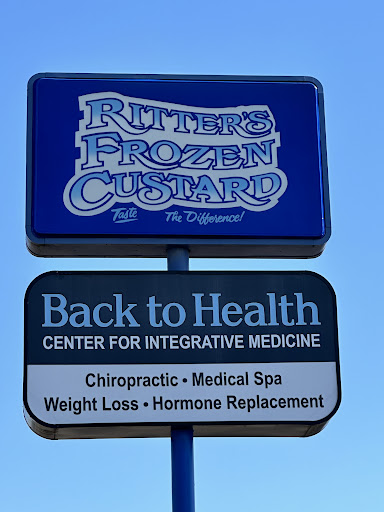 RITTER'S
FROZEN
CUSTARD
Taste The Difference!
Back to Health
CENTER FOR INTEGRATIVE MEDICINE
Chiropractic • Medical Spa
Weight Loss • Hormone Replacement